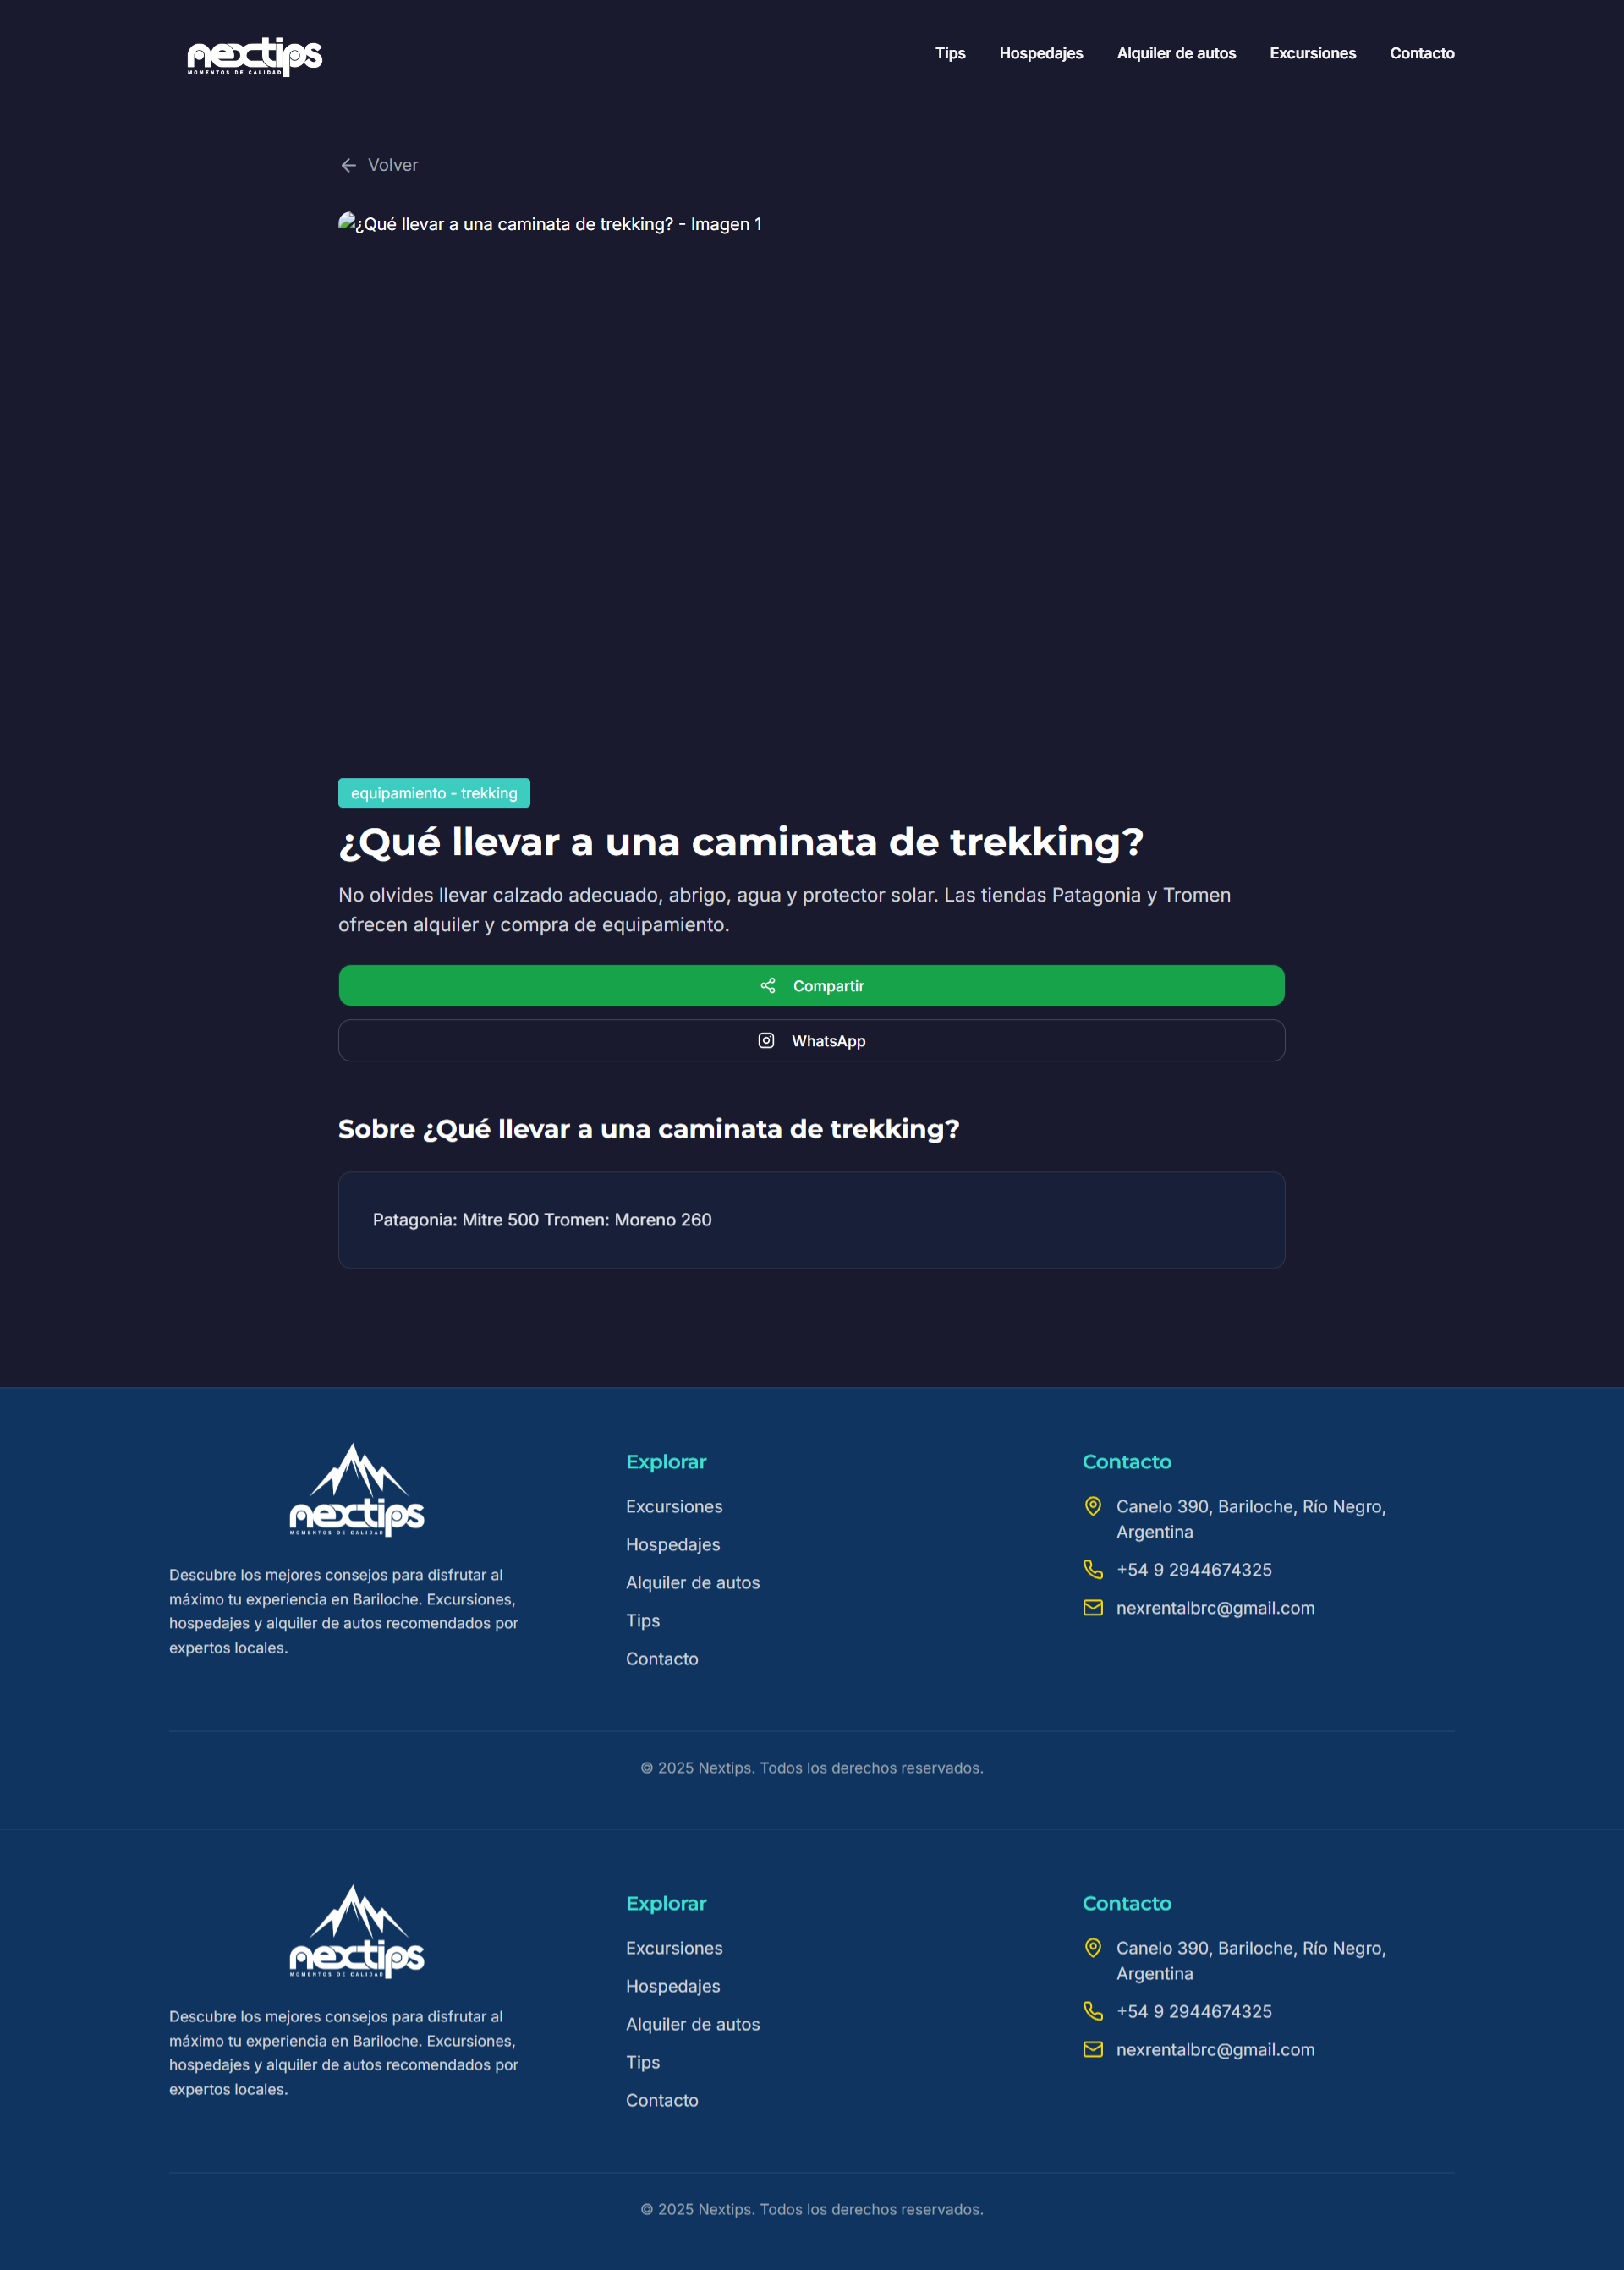 nextips
MOMENTOS DE CALIDAD
Tips
Hospedajes
Alquiler de autos
Excursiones
Contacto
Volver
¿Qué llevar a una caminata de trekking? - Imagen 1
equipamiento - trekking
¿Qué llevar a una caminata de trekking?
No olvides llevar calzado adecuado, abrigo, agua y protector solar. Las tiendas Patagonia y Tromen
ofrecen alquiler y compra de equipamiento.
Compartir
WhatsApp
Sobre ¿Qué llevar a una caminata de trekking?
Patagonia: Mitre 500 Tromen: Moreno 260
nextips
MOMENTOS DE CALIDAD
Descubre los mejores consejos para disfrutar al
máximo tu experiencia en Bariloche. Excursiones,
hospedajes y alquiler de autos recomendados por
expertos locales.
Explorar
Excursiones
Hospedajes
Alquiler de autos
Tips
Contacto
Contacto
Canelo 390, Bariloche, Río Negro,
Argentina
+54 9 2944674325
nexrentalbrc@gmail.com
© 2025 Nextips. Todos los derechos reservados.
nextips
MOMENTOS DE CALIDAD
Descubre los mejores consejos para disfrutar al
máximo tu experiencia en Bariloche. Excursiones,
hospedajes y alquiler de autos recomendados por
expertos locales.
Explorar
Excursiones
Hospedajes
Alquiler de autos
Tips
Contacto
Contacto
Canelo 390, Bariloche, Río Negro,
Argentina
+54 9 2944674325
nexrentalbrc@gmail.com
© 2025 Nextips. Todos los derechos reservados.